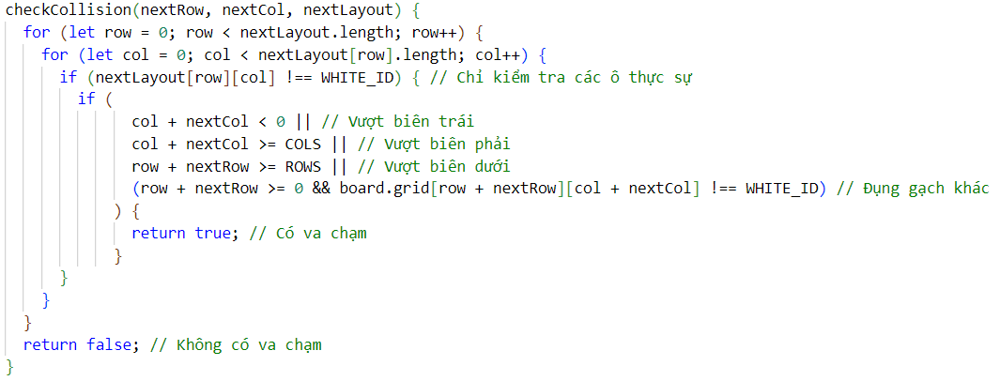 checkCollision(nextRow, nextCol, nextLayout) {
  for (let row = 0; row < nextLayout.length; row++) {
    for (let col = 0; col < nextLayout[row].length; col++) {
      if (nextLayout[row][col] !== WHITE_ID) { // Chỉ kiểm tra các ô thực sự
        if (
              col + nextCol < 0 || // Vượt biên trái
              col + nextCol >= COLS || // Vượt biên phải
              row + nextRow >= ROWS || // Vượt biên dưới
              (row + nextRow >= 0 && board.grid[row + nextRow][col + nextCol] !== WHITE_ID) // Đụng gạch khác
            ) {
              return true; // Có va chạm
            }
      }
    }
  }
  return false; // Không có va chạm
}